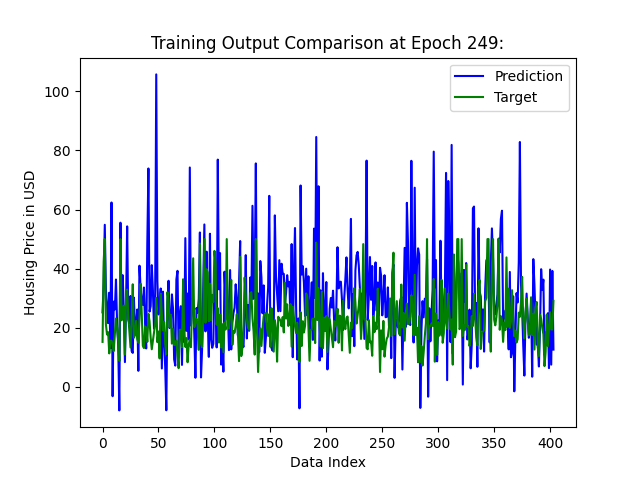 Training Output Comparison at Epoch 249:
Prediction
Target
Housing Price in USD
100
80
60
40
20
0
0 50 100 150 200 250 300 350 400
Data Index